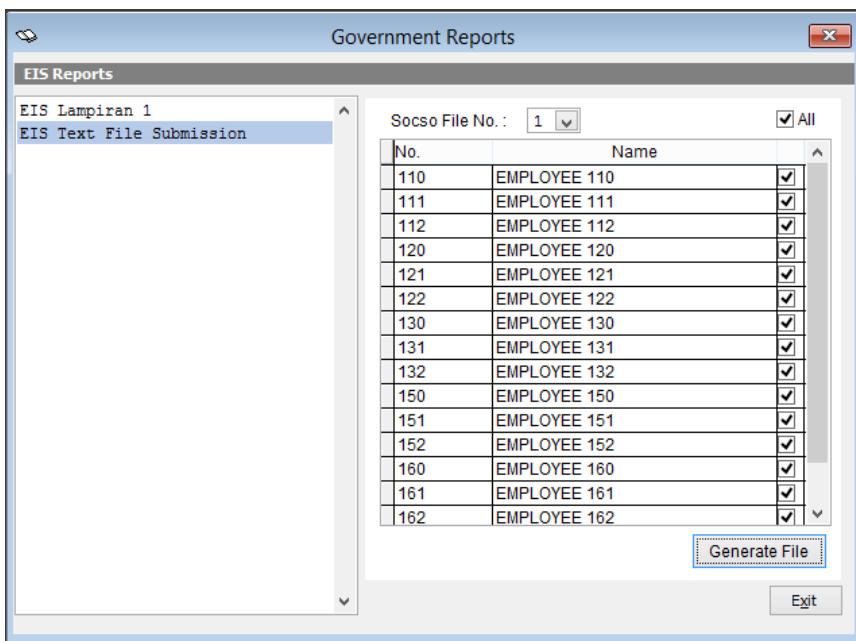 Government Reports
EIS Reports
EIS Lampiran 1
EIS Text File Submission
Socso File No. : 1 All
No. Name
110 EMPLOYEE 110
111 EMPLOYEE 111
112 EMPLOYEE 112
120 EMPLOYEE 120
121 EMPLOYEE 121
122 EMPLOYEE 122
130 EMPLOYEE 130
131 EMPLOYEE 131
132 EMPLOYEE 132
150 EMPLOYEE 150
151 EMPLOYEE 151
152 EMPLOYEE 152
160 EMPLOYEE 160
161 EMPLOYEE 161
162 EMPLOYEE 162
Generate File
Exit